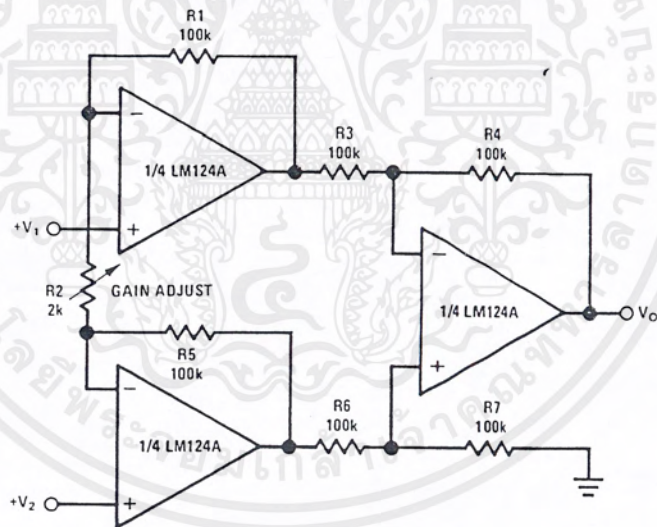 R1
100k
1/4 LM124A
+V1
R2
2k
GAIN ADJUST
R3
100k
R4
100k
1/4 LM124A
VO
R5
100k
1/4 LM124A
+V2
R6
100k
R7
100k